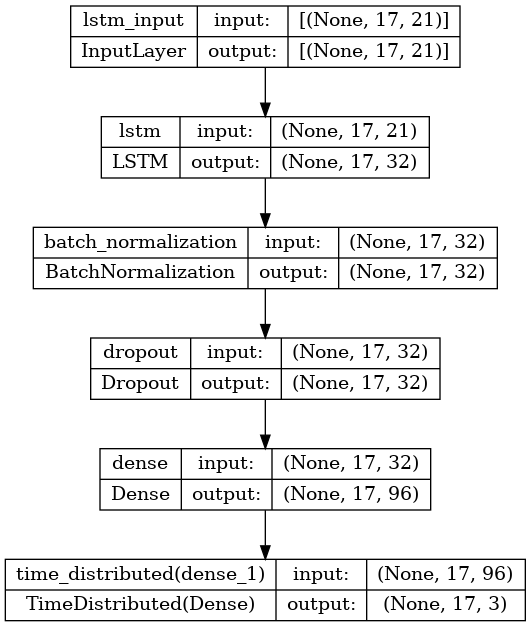 lstm_input input: [(None, 17, 21)]
InputLayer output: [(None, 17, 21)]
lstm input: (None, 17, 21)
LSTM output: (None, 17, 32)
batch_normalization input: (None, 17, 32)
BatchNormalization output: (None, 17, 32)
dropout input: (None, 17, 32)
Dropout output: (None, 17, 32)
dense input: (None, 17, 32)
Dense output: (None, 17, 96)
time_distributed(dense_1) input: (None, 17, 96)
TimeDistributed(Dense) output: (None, 17, 3)